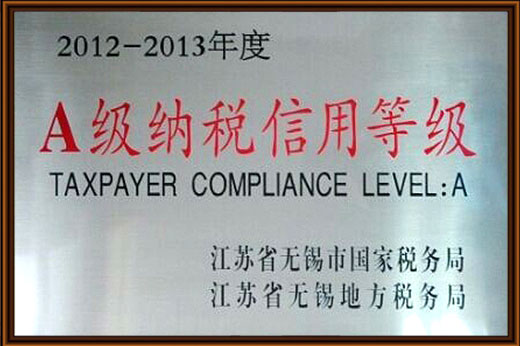 2012-2013年度
A级纳税信用等级
TAXPAYER COMPLIANCE LEVEL:A
江苏省无锡市国家税务局
江苏省无锡地方税务局